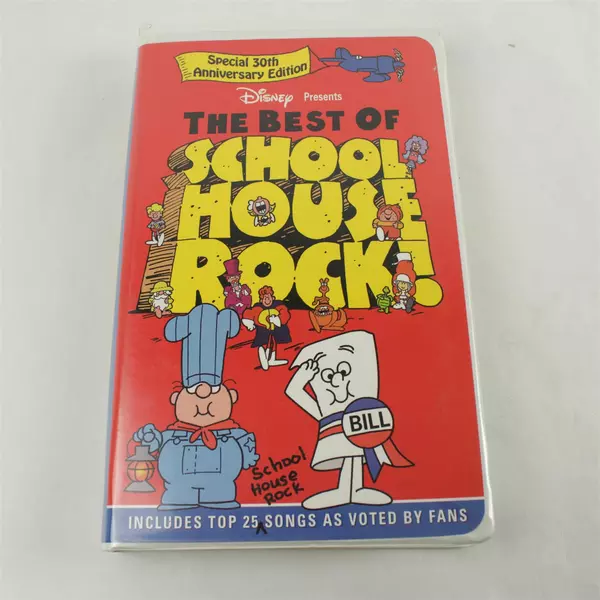 Special 30th
Anniversary Edition
Disney Presents
THE BEST OF
SCHOOL
HOUSE
ROCK!
BILL
School
House
Rock
INCLUDES TOP 25 ^ SONGS AS VOTED BY FANS